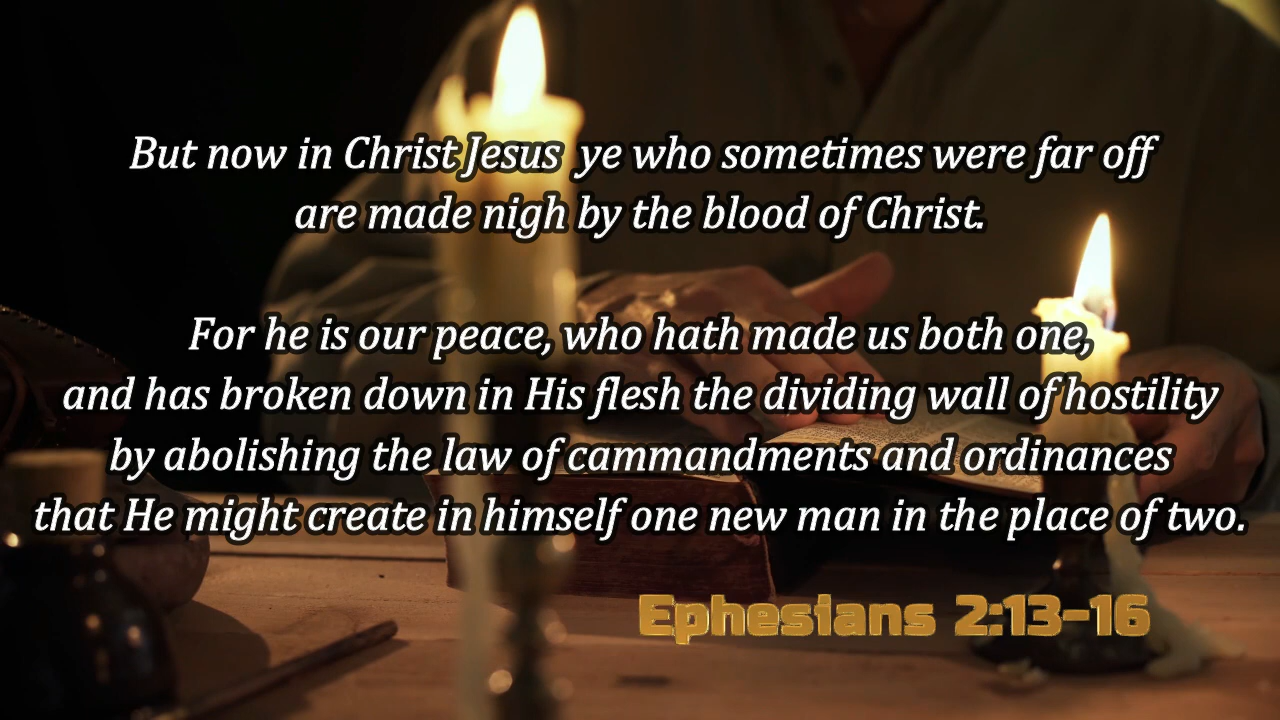 But now in Christ Jesus ye who sometimes were far off
are made nigh by the blood of Christ.
For he is our peace, who hath made us both one,
and has broken down in His flesh the dividing wall of hostility
by abolishing the law of cammandments and ordinances
that He might create in himself one new man in the place of two.
Ephesians 2:13-16